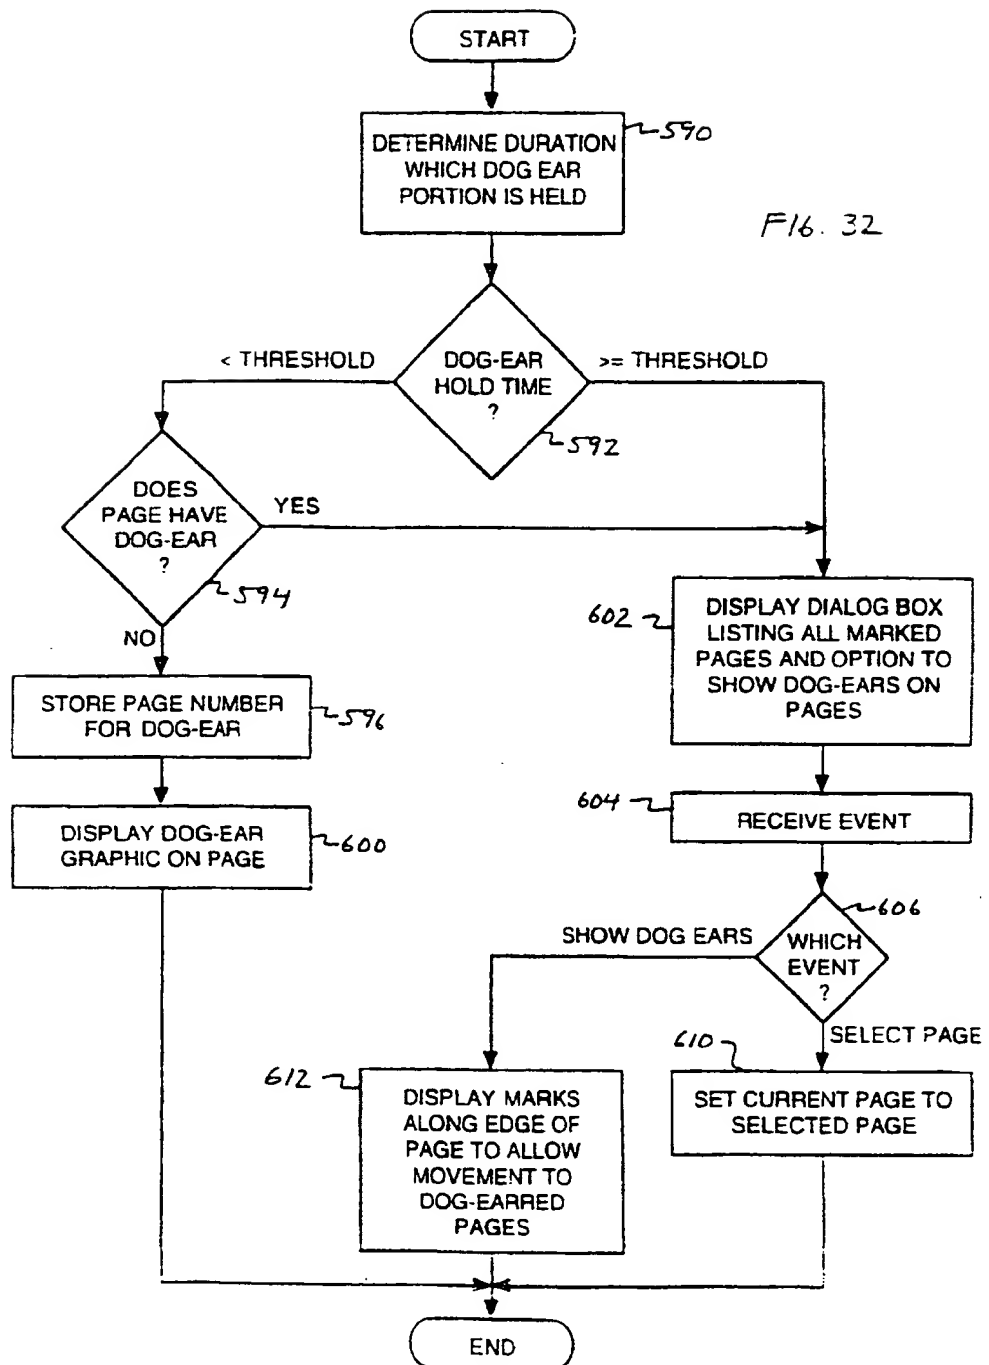 START
DETERMINE DURATION
WHICH DOG EAR
PORTION IS HELD
590
FIG. 32
< THRESHOLD
DOG-EAR
HOLD TIME
?
>= THRESHOLD
592
DOES
PAGE HAVE
DOG-EAR
?
YES
594
NO
STORE PAGE NUMBER
FOR DOG-EAR
596
DISPLAY DOG-EAR
GRAPHIC ON PAGE
600
602
DISPLAY DIALOG BOX
LISTING ALL MARKED
PAGES AND OPTION TO
SHOW DOG-EARS ON
PAGES
604
RECEIVE EVENT
606
SHOW DOG EARS
WHICH
EVENT
?
SELECT PAGE
610
SET CURRENT PAGE TO
SELECTED PAGE
612
DISPLAY MARKS
ALONG EDGE OF
PAGE TO ALLOW
MOVEMENT TO
DOG-EARRED
PAGES
END